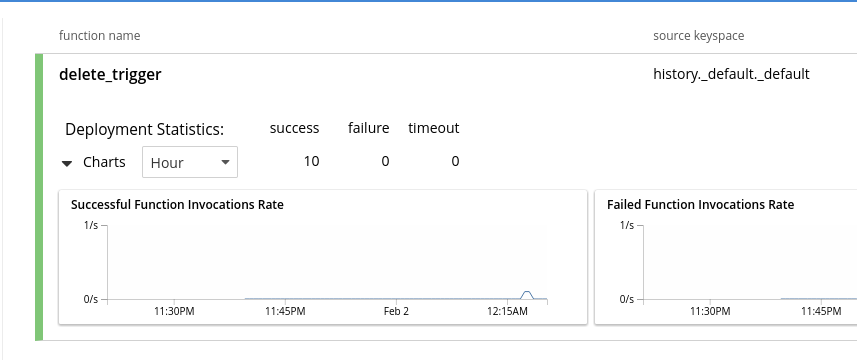 function name source keyspace
delete_trigger history._default._default
Deployment Statistics: success failure timeout
Charts Hour 10 0 0
Successful Function Invocations Rate Failed Function Invocations Rate
1/s 1/s
0/s 0/s
11:30PM 11:45PM Feb 2 12:15AM 11:30PM 11:45PM